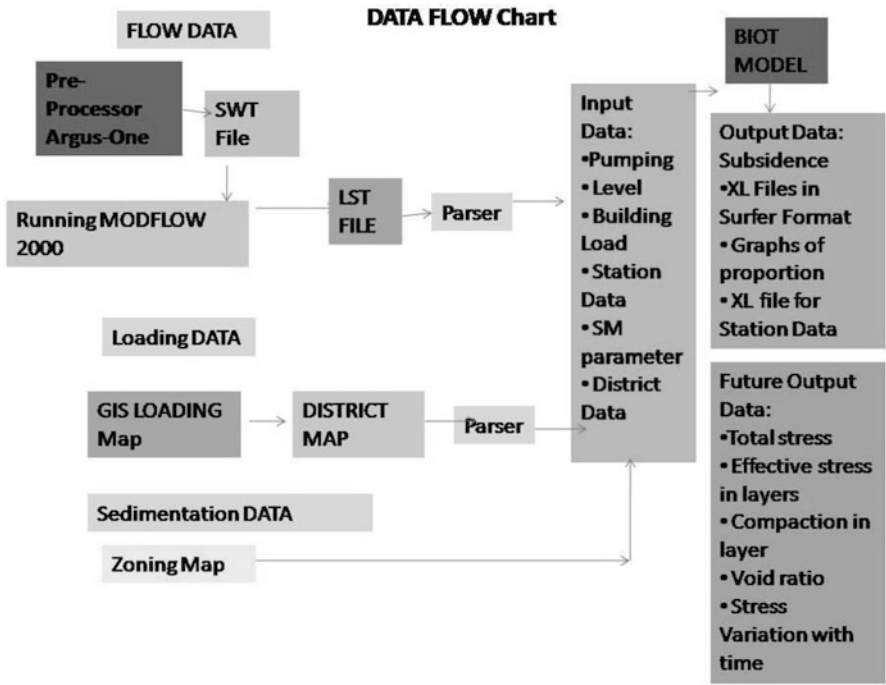 DATA FLOW Chart
FLOW DATA
Pre-
Processor
Argus-One
SWT
File
Running MODFLOW
2000
LST
FILE
Parser
Loading DATA
GIS LOADING
Map
DISTRICT
MAP
Parser
Sedimentation DATA
Zoning Map
Input
Data:
•Pumping
• Level
• Building
Load
• Station
Data
• SM
parameter
• District
Data
BIOT
MODEL
Output Data:
Subsidence
•XL Files in
Surfer Format
• Graphs of
proportion
• XL file for
Station Data
Future Output
Data:
•Total stress
• Effective stress
in layers
• Compaction in
layer
• Void ratio
• Stress
Variation with
time